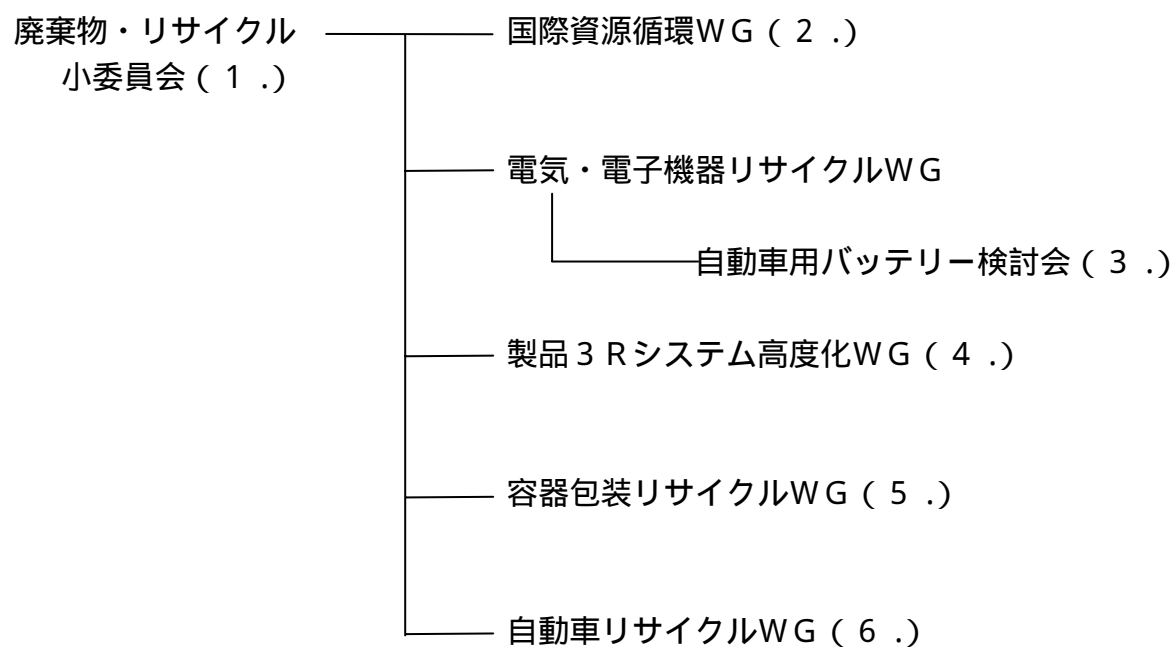 廃棄物・リサイクル
小委員会(1.)
国際資源循環WG(2.)
電気・電子機器リサイクルWG
自動車用バッテリー検討会(3.)
製品3Rシステム高度化WG(4.)
容器包装リサイクルWG(5.)
自動車リサイクルWG(6.)